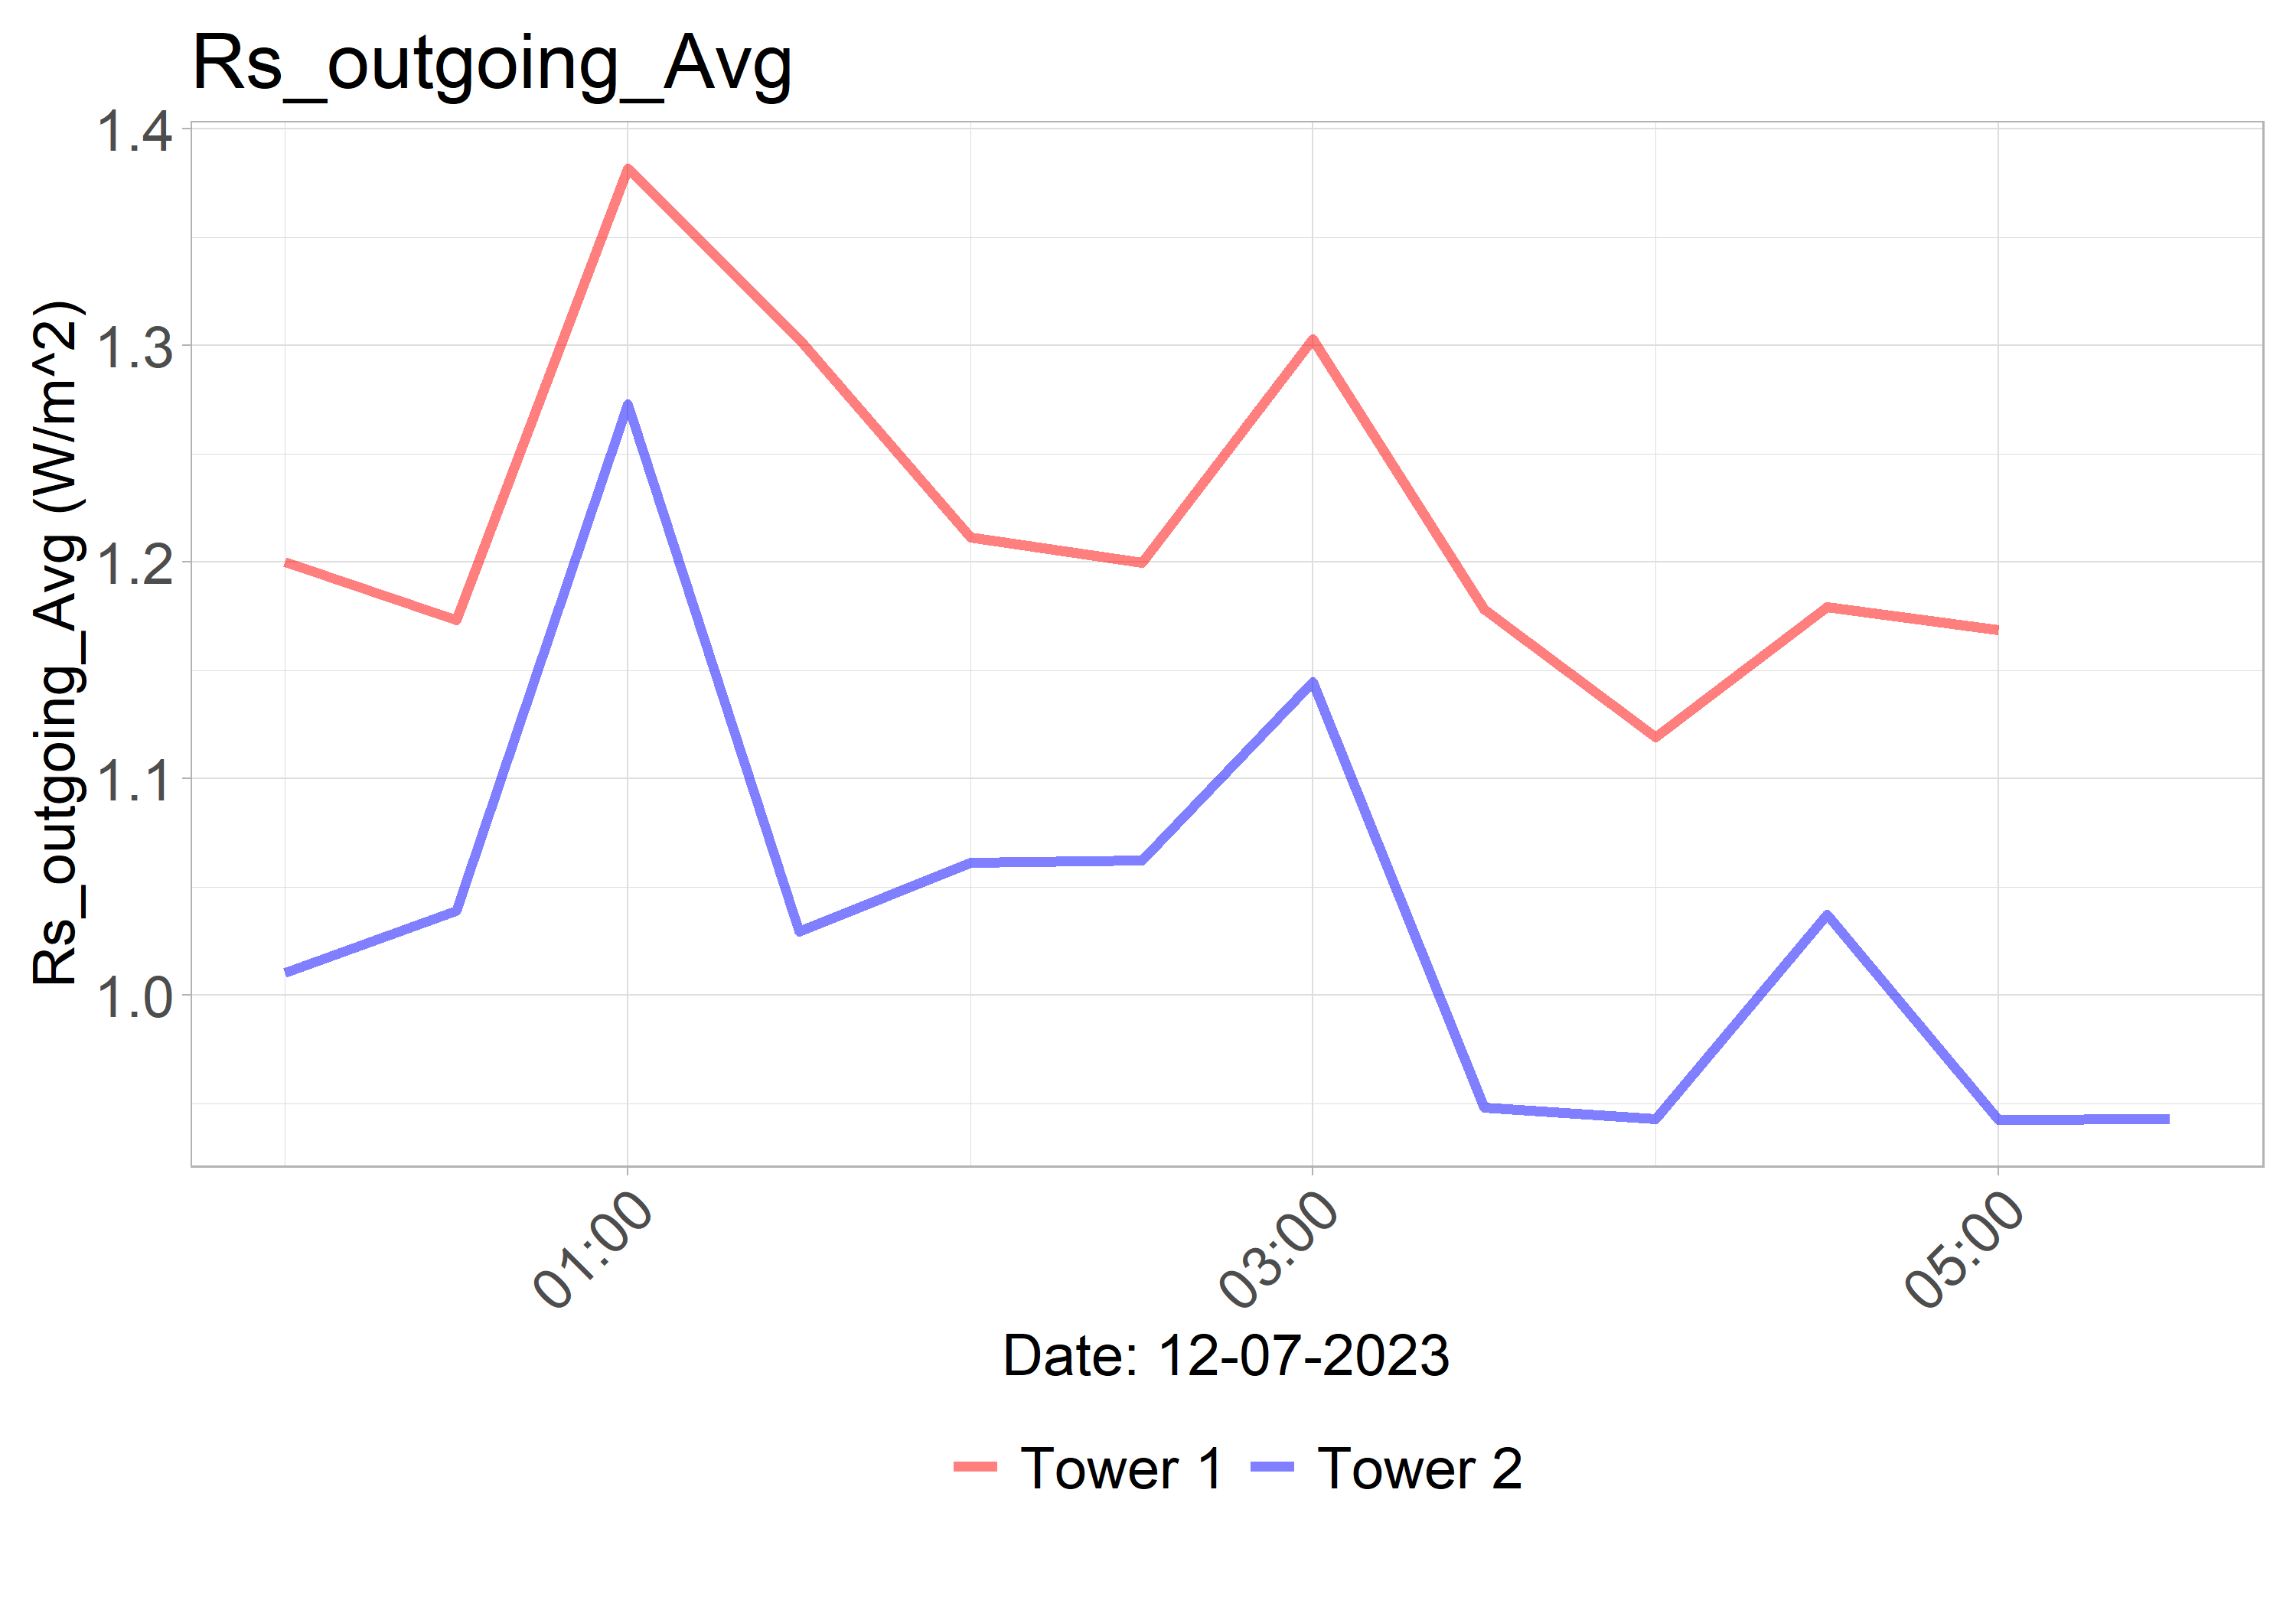 Rs_outgoing_Avg
Rs_outgoing_Avg (W/m^2)
1.4
1.3
1.2
1.1
1.0
01:00
03:00
05:00
Date: 12-07-2023
Tower 1
Tower 2